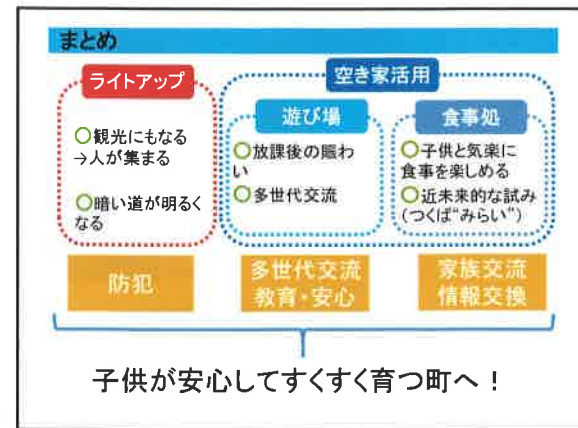 まとめ
ライトアップ
○観光にもなる
→人が集まる
○暗い道が明るく
なる
空き家活用
遊び場
○放課後の賑わ
い
○多世代交流
食事処
○子供と気楽に
食事を楽しめる
○近未来的な試み
(つくば“みらい”)
防犯
多世代交流
教育・安心
家族交流
情報交換
子供が安心してすくすく育つ町へ！